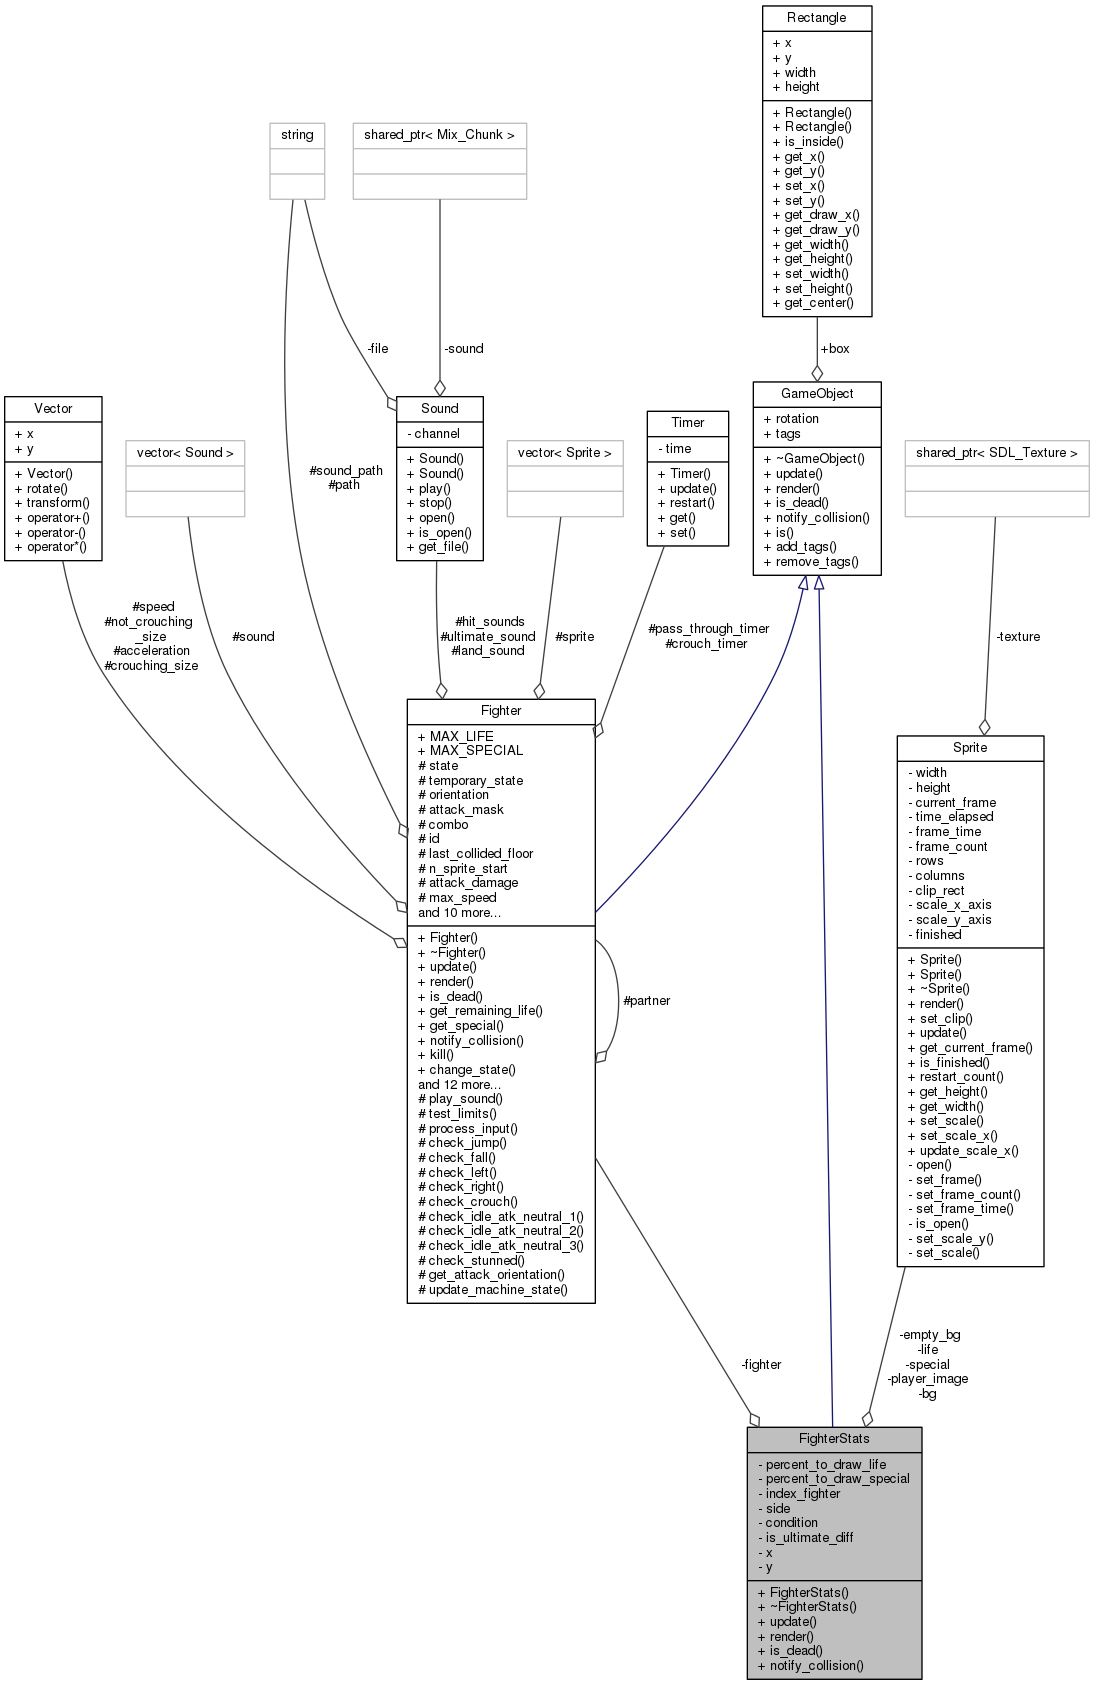 Rectangle
+ x
+ y
+ width
+ height
+ Rectangle()
+ Rectangle()
+ is_inside()
+ get_x()
+ get_y()
+ set_x()
+ set_y()
+ get_draw_x()
+ get_draw_y()
+ get_width()
+ get_height()
+ set_width()
+ set_height()
+ get_center()
string
shared_ptr< Mix_Chunk >
-file
-sound
+box
Vector
+ x
+ y
+ Vector()
+ rotate()
+ transform()
+ operator+()
+ operator-()
+ operator*()
vector< Sound >
#sound_path
#path
Sound
- channel
+ Sound()
+ Sound()
+ play()
+ stop()
+ open()
+ is_open()
+ get_file()
vector< Sprite >
Timer
- time
+ Timer()
+ update()
+ restart()
+ get()
+ set()
GameObject
+ rotation
+ tags
+ ~GameObject()
+ update()
+ render()
+ is_dead()
+ notify_collision()
+ is()
+ add_tags()
+ remove_tags()
shared_ptr< SDL_Texture >
#speed
#not_crouching
_size
#acceleration
#crouching_size
#sound
#hit_sounds
#ultimate_sound
#land_sound
#sprite
#pass_through_timer
#crouch_timer
-texture
Fighter
+ MAX_LIFE
+ MAX_SPECIAL
# state
# temporary_state
# orientation
# attack_mask
# combo
# id
# last_collided_floor
# n_sprite_start
# attack_damage
# max_speed
and 10 more...
+ Fighter()
+ ~Fighter()
+ update()
+ render()
+ is_dead()
+ get_remaining_life()
+ get_special()
+ notify_collision()
+ kill()
+ change_state()
and 12 more...
# play_sound()
# test_limits()
# process_input()
# check_jump()
# check_fall()
# check_left()
# check_right()
# check_crouch()
# check_idle_atk_neutral_1()
# check_idle_atk_neutral_2()
# check_idle_atk_neutral_3()
# check_stunned()
# get_attack_orientation()
# update_machine_state()
#partner
Sprite
- width
- height
- current_frame
- time_elapsed
- frame_time
- frame_count
- rows
- columns
- clip_rect
- scale_x_axis
- scale_y_axis
- finished
+ Sprite()
+ Sprite()
+ ~Sprite()
+ render()
+ set_clip()
+ update()
+ get_current_frame()
+ is_finished()
+ restart_count()
+ get_height()
+ get_width()
+ set_scale()
+ set_scale_x()
+ update_scale_x()
- open()
- set_frame()
- set_frame_count()
- set_frame_time()
- is_open()
- set_scale_y()
- set_scale()
-fighter
-empty_bg
-life
-special
-player_image
-bg
FighterStats
- percent_to_draw_life
- percent_to_draw_special
- index_fighter
- side
- condition
- is_ultimate_diff
- x
- y
+ FighterStats()
+ ~FighterStats()
+ update()
+ render()
+ is_dead()
+ notify_collision()